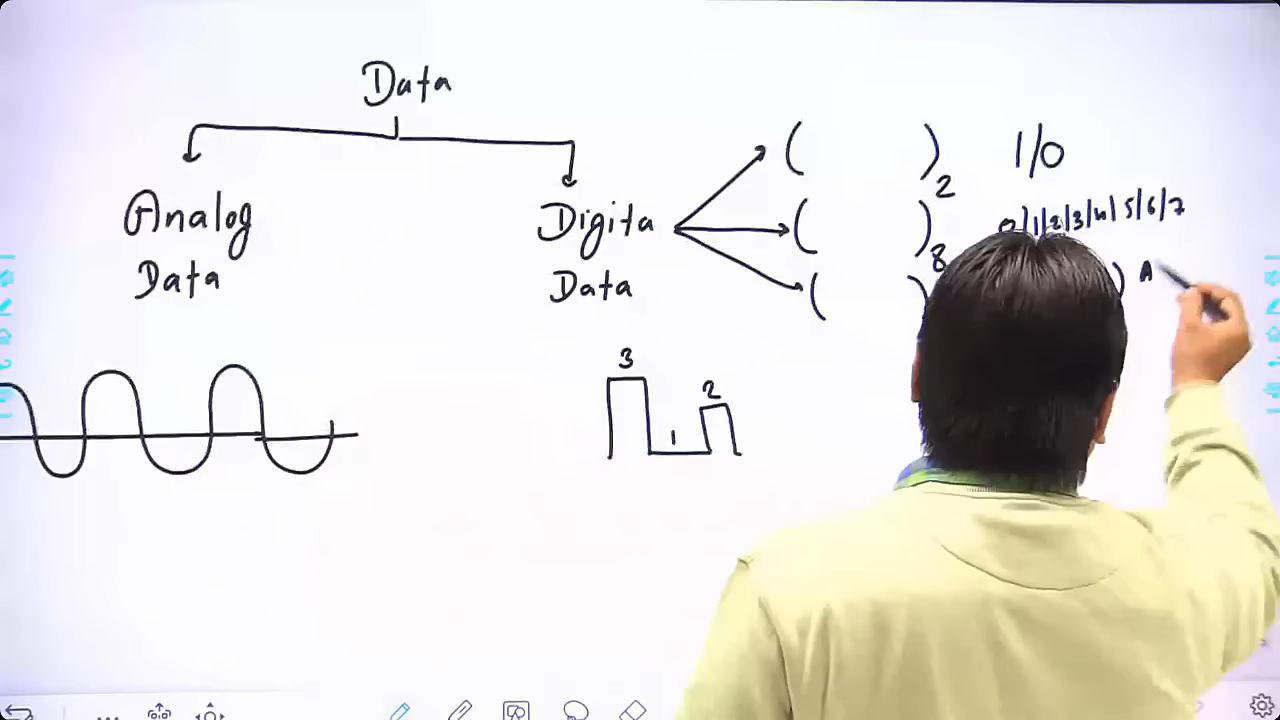 Data
Analog
Data
Digita
Data
( )2 1/0
( )8 0/1/2/3/4/5/6/7
( ) ) A
3
1
2